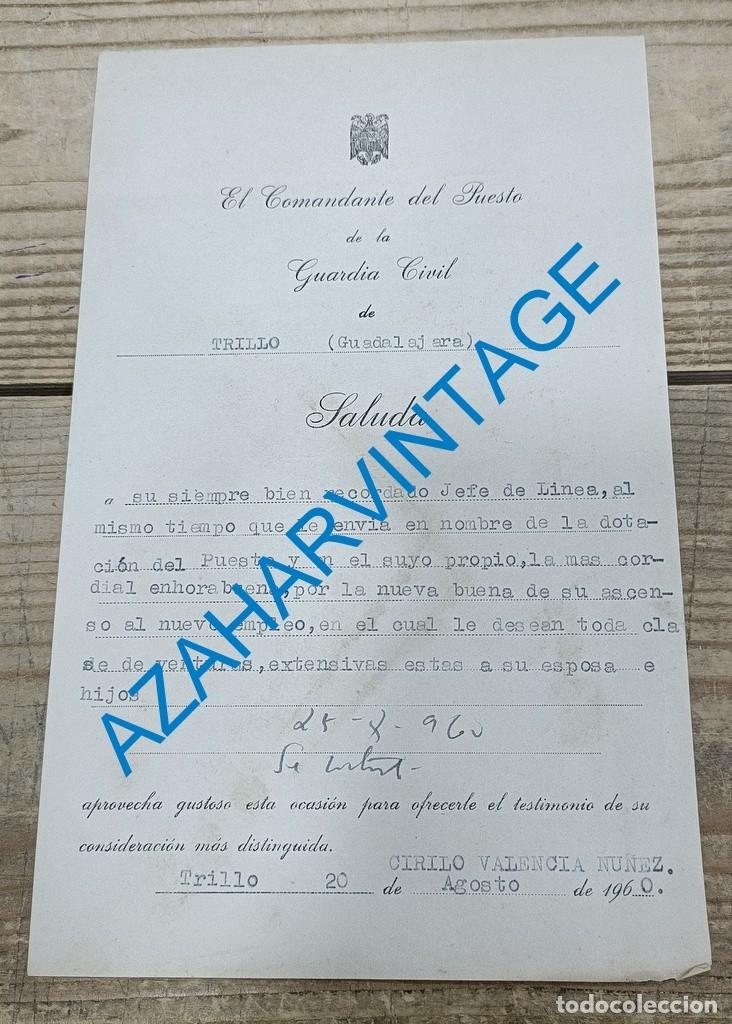 El Comandante del Puesto
de la
Guardia Civil
de
TRILLO (Guadalajara)
Saluda
a su siempre bien recordado Jefe de Linea, al
mismo tiempo que le envia en nombre de la dota-
ción del Puesto y en el suyo propio, la mas cor-
dial enhorabuena, por la nueva buena de su ascen-
so al nuevo empleo, en el cual le desean toda cla
se de venturas, extensivas estas a su esposa e
hijos
25-8-960
Se
aprovecha gustoso esta ocasión para ofrecerle el testimonio de su
consideración más distinguida.
CIRILO VALENCIA NUÑEZ.
Trillo 20 de Agosto de 1960.
AZAHARVINTAGE
todocoleccion